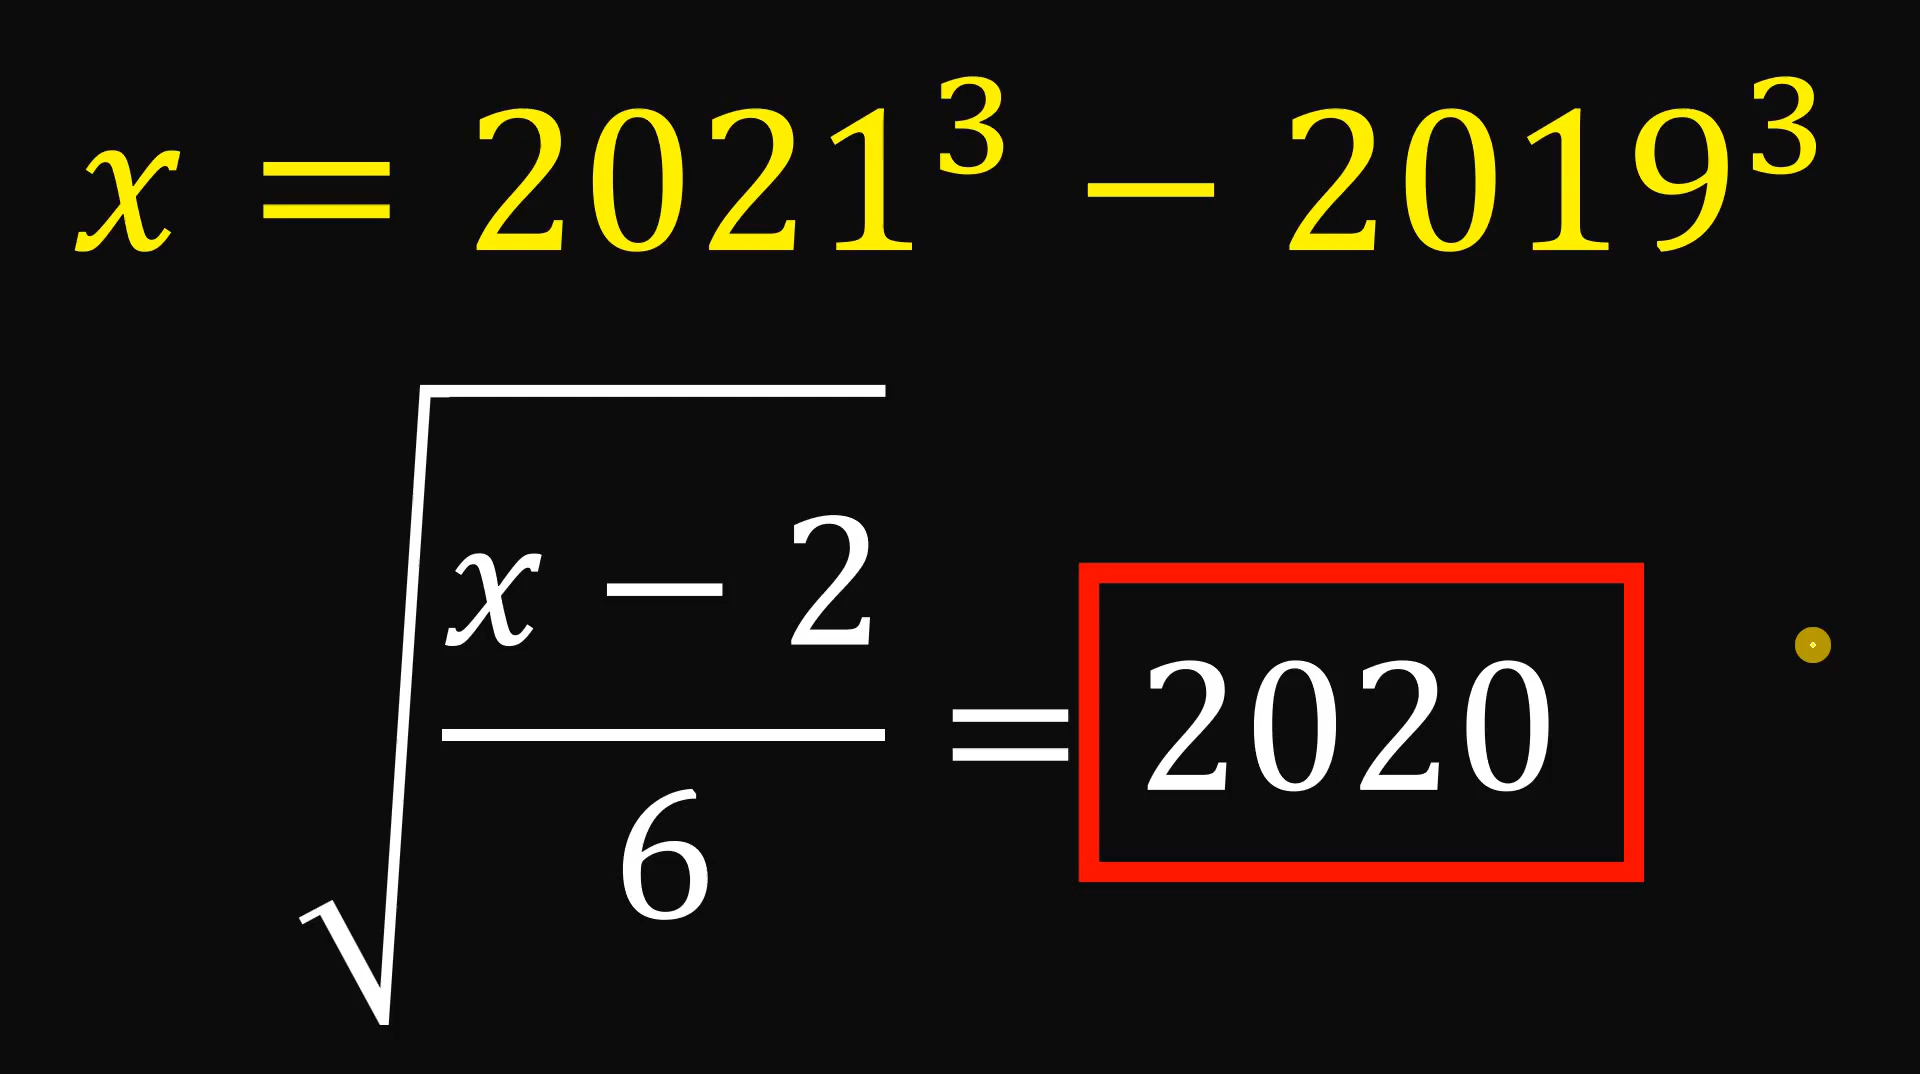 x = 2021³ − 2019³
√((x − 2)/6) = 2020